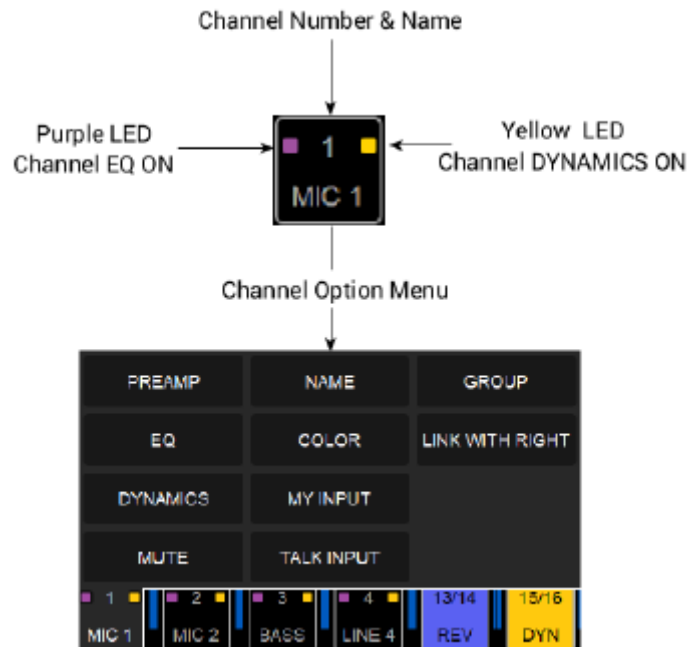 Channel Number & Name
Purple LED
Channel EQ ON
Yellow LED
Channel DYNAMICS ON
1
MIC 1
Channel Option Menu
PREAMP NAME GROUP
EQ COLOR LINK WITH RIGHT
DYNAMICS MY INPUT
MUTE TALK INPUT
1 2 3 4 13/14 15/16
MIC 1 MIC 2 BASS LINE 4 REV DYN